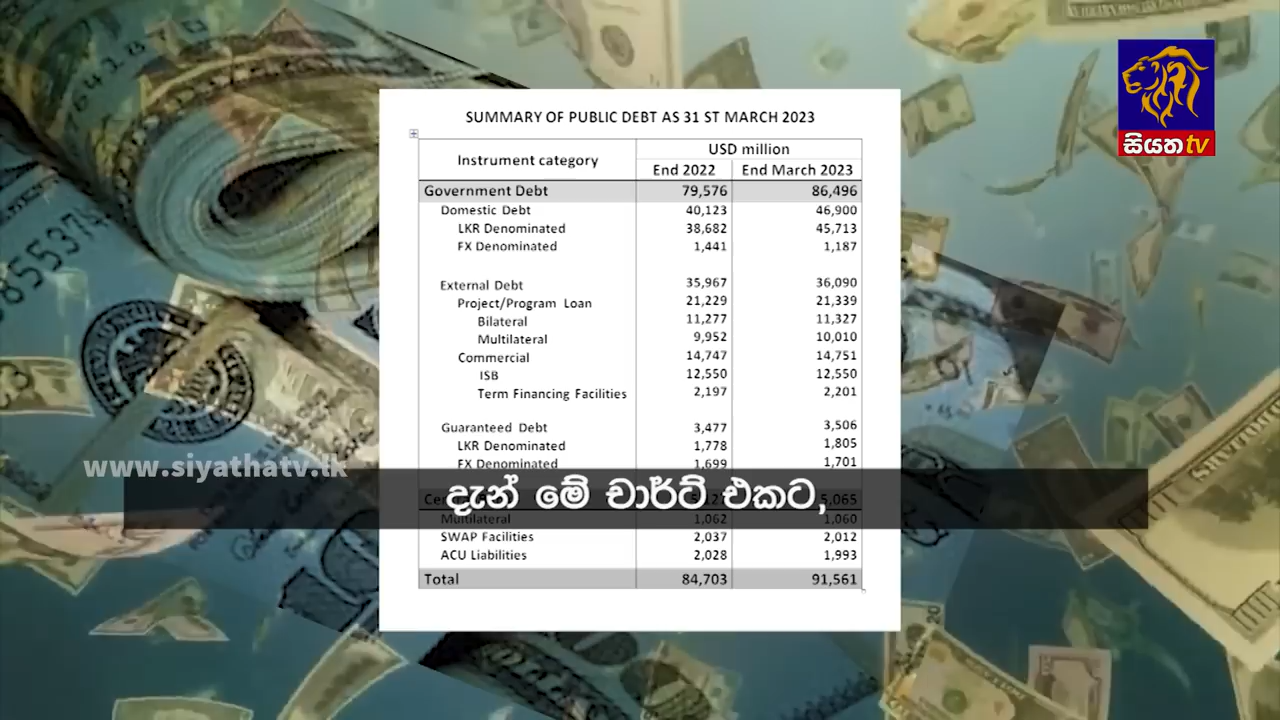 සියත tv
SUMMARY OF PUBLIC DEBT AS 31 ST MARCH 2023
Instrument category USD million
End 2022 End March 2023
Government Debt 79,576 86,496
Domestic Debt 40,123 46,900
LKR Denominated 38,682 45,713
FX Denominated 1,441 1,187
External Debt 35,967 36,090
Project/Program Loan 21,229 21,339
Bilateral 11,277 11,327
Multilateral 9,952 10,010
Commercial 14,747 14,751
ISB 12,550 12,550
Term Financing Facilities 2,197 2,201
Guaranteed Debt 3,477 3,506
LKR Denominated 1,778 1,805
FX Denominated 1,699 1,701
www.siyathatv.lk
දැන් මේ චාර්ට් එකට,
Multilateral 1,062 1,060
SWAP Facilities 2,037 2,012
ACU Liabilities 2,028 1,993
Total 84,703 91,561